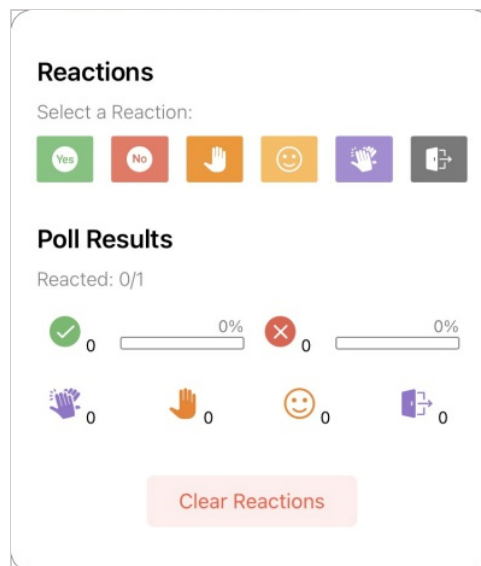 Reactions
Select a Reaction:
Yes No
Poll Results
Reacted: 0/1
0 0% 0 0%
0 0 0 0
Clear Reactions